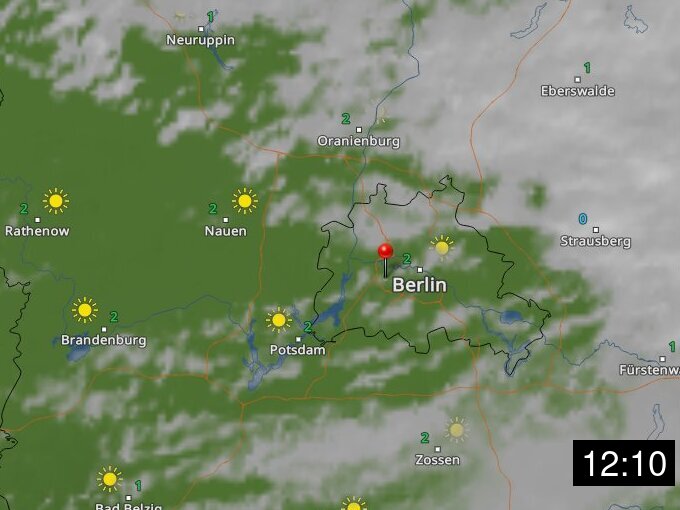 1
Neuruppin
1
Eberswalde
2
Oranienburg
2
Rathenow
2
Nauen
0
Strausberg
2
Berlin
2
Brandenburg
2
Potsdam
1
Fürstenwa
2
Zossen
12:10
1
Bad Belzig